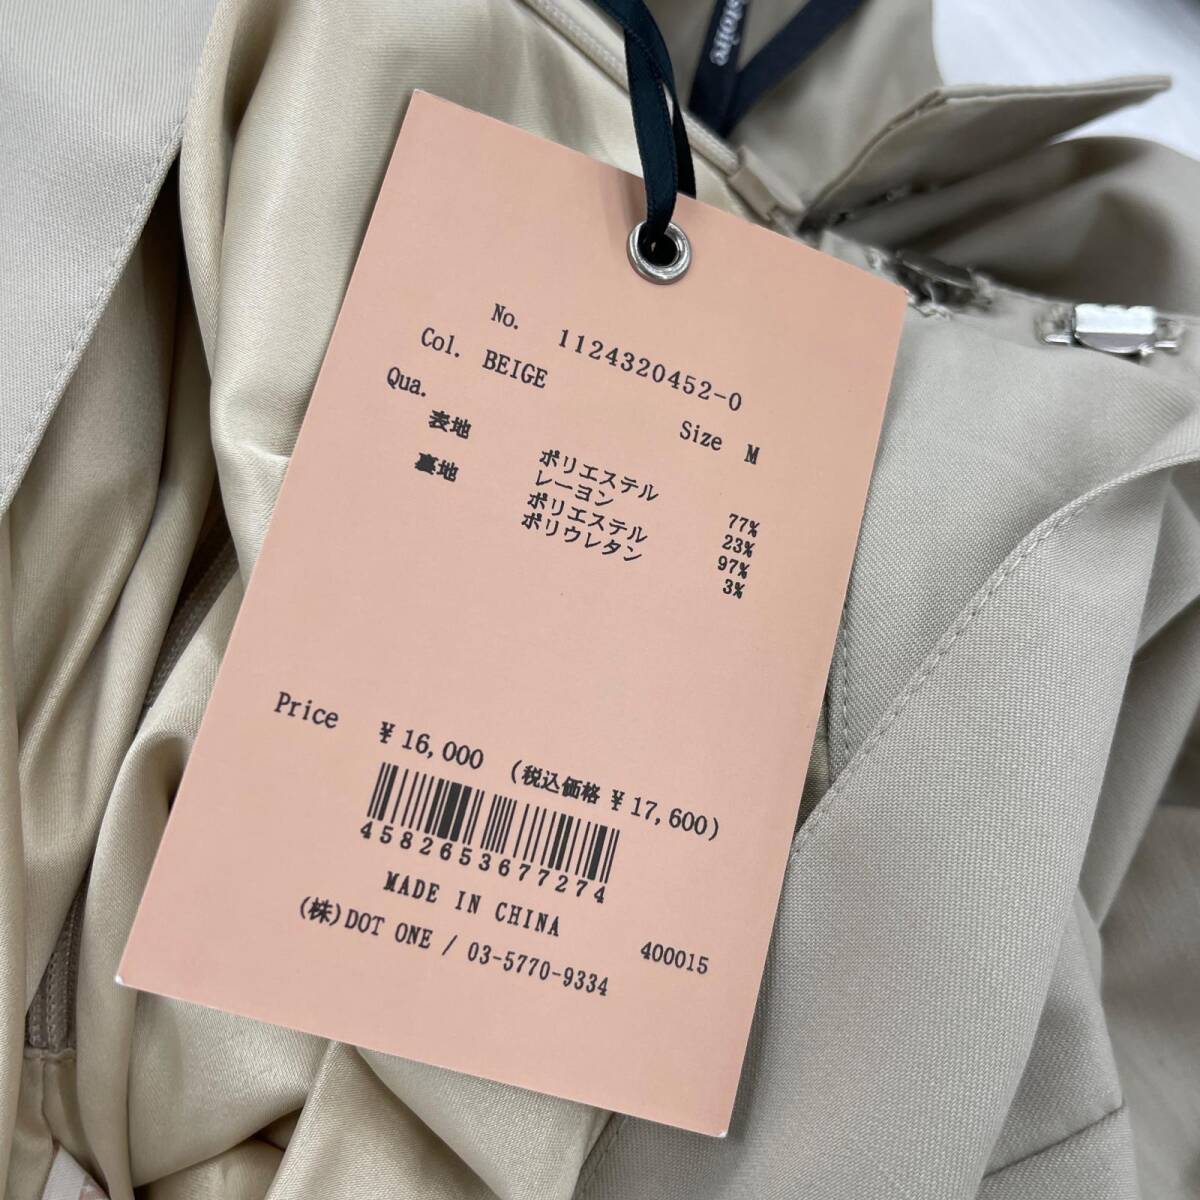 stoire
No. 1124320452-0
Col. BEIGE Size M
Qua.
表地 ポリエステル 77%
レーヨン 23%
裏地 ポリエステル 97%
ポリウレタン 3%
Price ¥16,000 (税込価格 ¥17,600)
4582653677274
MADE IN CHINA
(株)DOT ONE / 03-5770-9334
400015